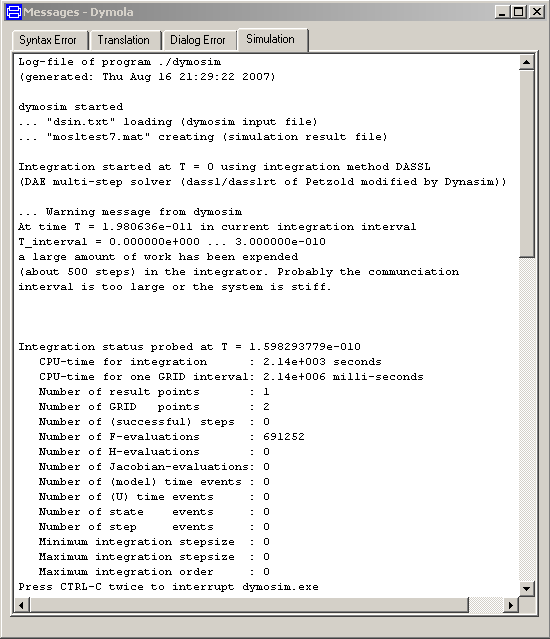 Messages - Dymola
Syntax Error Translation Dialog Error Simulation
Log-file of program ./dymosim
(generated: Thu Aug 16 21:29:22 2007)
dymosim started
... "dsin.txt" loading (dymosim input file)
... "mosltest7.mat" creating (simulation result file)
Integration started at T = 0 using integration method DASSL
(DAE multi-step solver (dassl/dasslrt of Petzold modified by Dynasim))
... Warning message from dymosim
At time T = 1.980636e-011 in current integration interval
T_interval = 0.000000e+000 ... 3.000000e-010
a large amount of work has been expended
(about 500 steps) in the integrator. Probably the communciation
interval is too large or the system is stiff.
Integration status probed at T = 1.598293779e-010
CPU-time for integration : 2.14e+003 seconds
CPU-time for one GRID interval: 2.14e+006 milli-seconds
Number of result points : 1
Number of GRID points : 2
Number of (successful) steps : 0
Number of F-evaluations : 691252
Number of H-evaluations : 0
Number of Jacobian-evaluations: 0
Number of (model) time events : 0
Number of (U) time events : 0
Number of state events : 0
Number of step events : 0
Minimum integration stepsize : 0
Maximum integration stepsize : 0
Maximum integration order : 0
Press CTRL-C twice to interrupt dymosim.exe